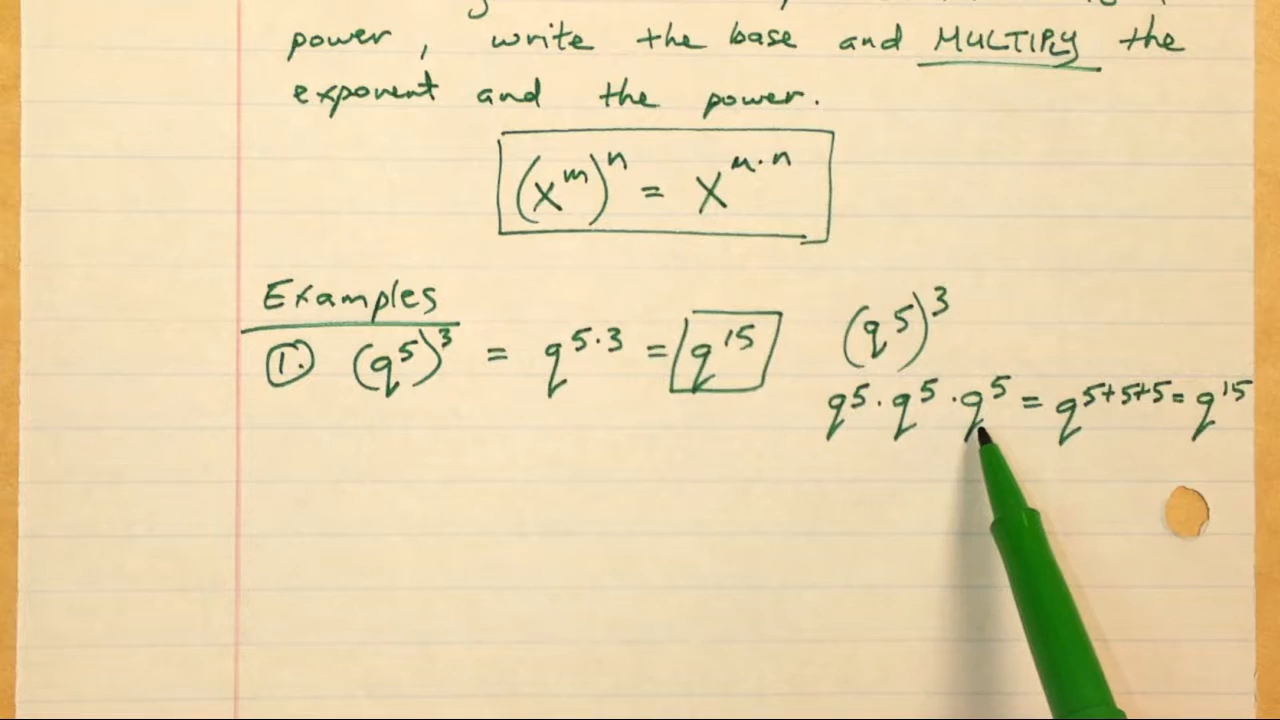 power, write the base and MULTIPLY the
exponent and the power.
(x^m)^n = x^{m·n}
Examples
①. (q^5)^3 = q^{5·3} = q^{15}
(q^5)^3
q^5 · q^5 · q^5 = q^{5+5+5} = q^{15}